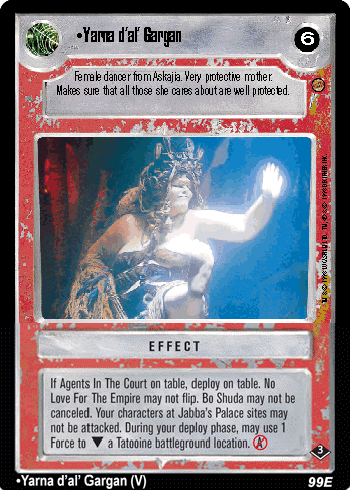 •Yarna d'al' Gargan
6
Female dancer from Askajia. Very protective mother.
Makes sure that all those she cares about are well protected.
EFFECT
If Agents In The Court on table, deploy on table. No
Love For The Empire may not flip. Bo Shuda may not be
canceled. Your characters at Jabba's Palace sites may
not be attacked. During your deploy phase, may use 1
Force to ▼ a Tatooine battleground location.
3
•Yarna d'al' Gargan (V)
99E